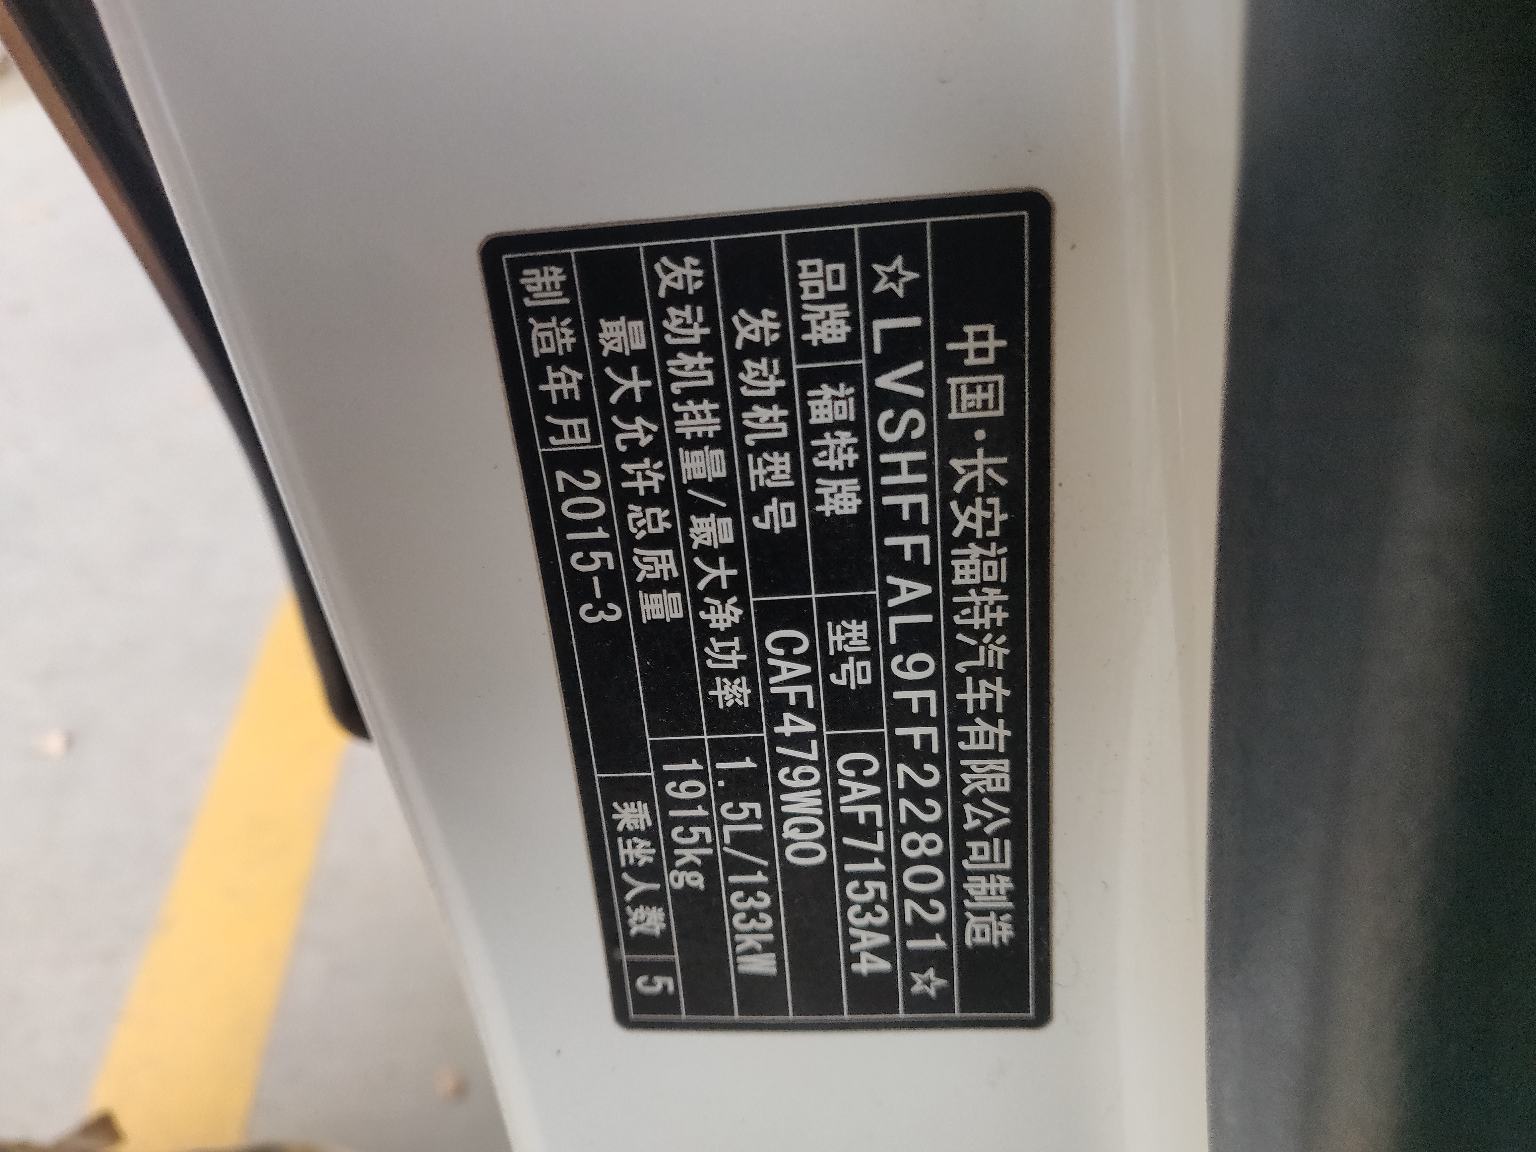 中国·长安福特汽车有限公司制造
☆LVSHFFAL9FF228021☆
品牌 福特牌 型号 CAF7153A4
发动机型号 CAF479WQ0
发动机排量/最大净功率 1.5L/133kW
最大允许总质量 1915kg
制造年月 2015-3 乘坐人数 5